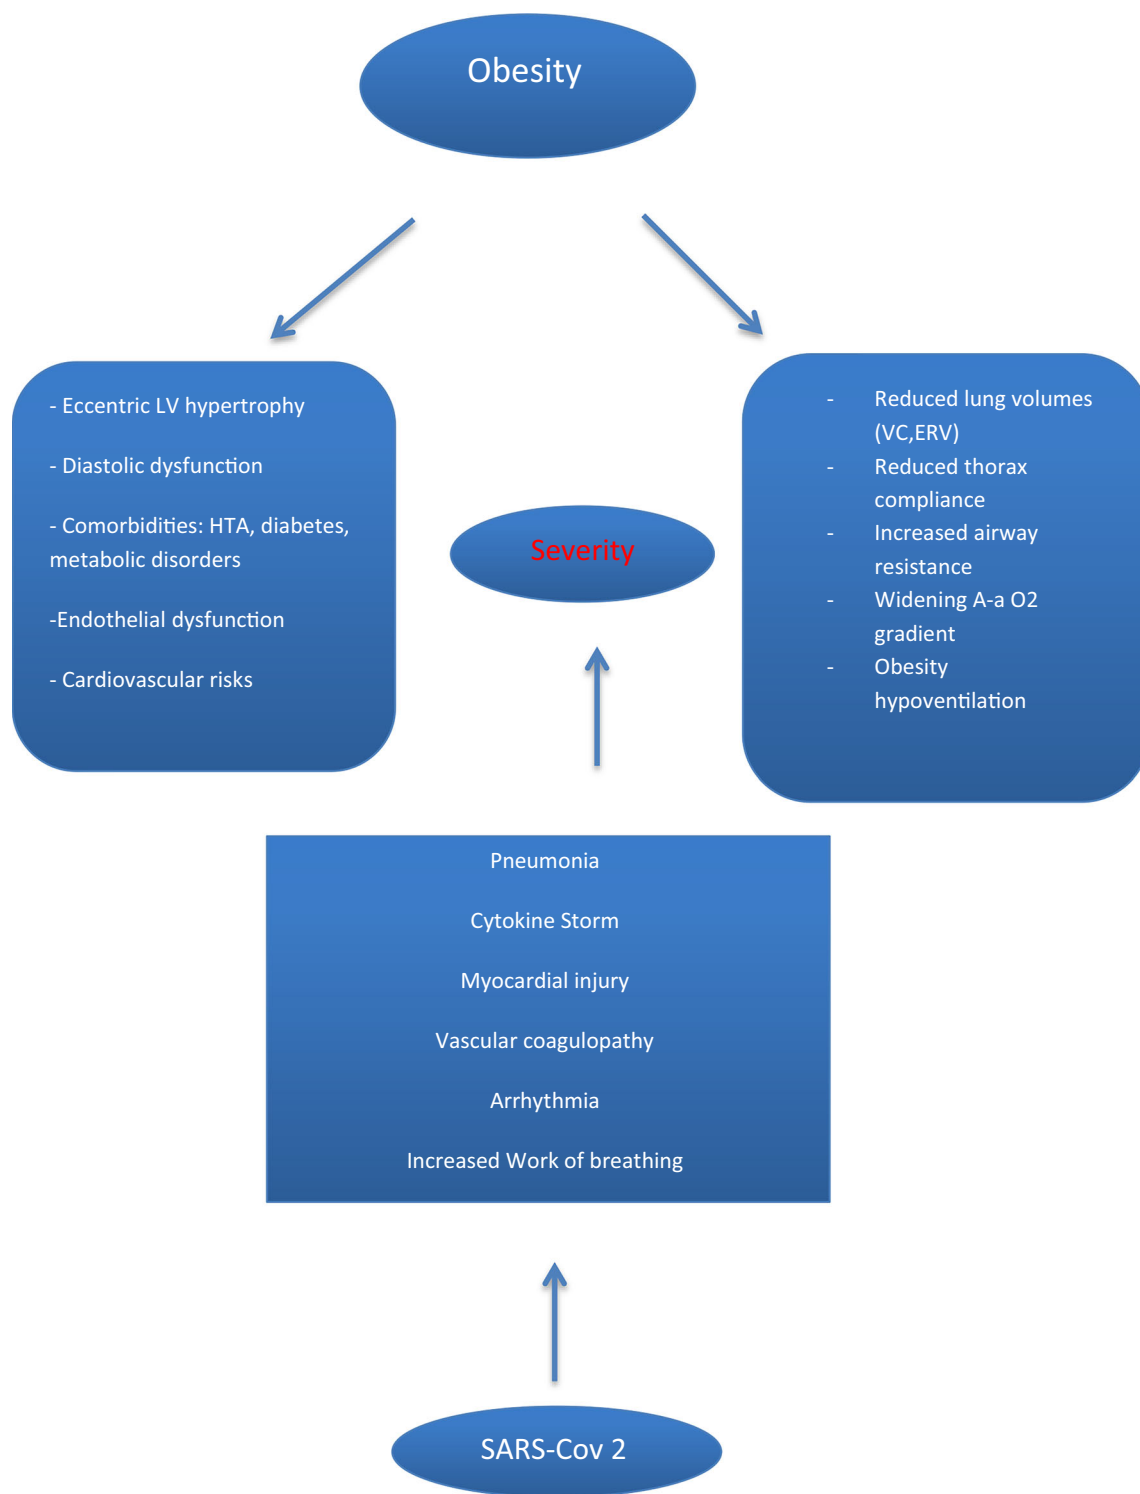 Obesity
- Eccentric LV hypertrophy
- Diastolic dysfunction
- Comorbidities: HTA, diabetes,
metabolic disorders
-Endothelial dysfunction
- Cardiovascular risks
- Reduced lung volumes
(VC,ERV)
- Reduced thorax
compliance
- Increased airway
resistance
- Widening A-a O2
gradient
- Obesity
hypoventilation
Severity
Pneumonia
Cytokine Storm
Myocardial injury
Vascular coagulopathy
Arrhythmia
Increased Work of breathing
SARS-Cov 2